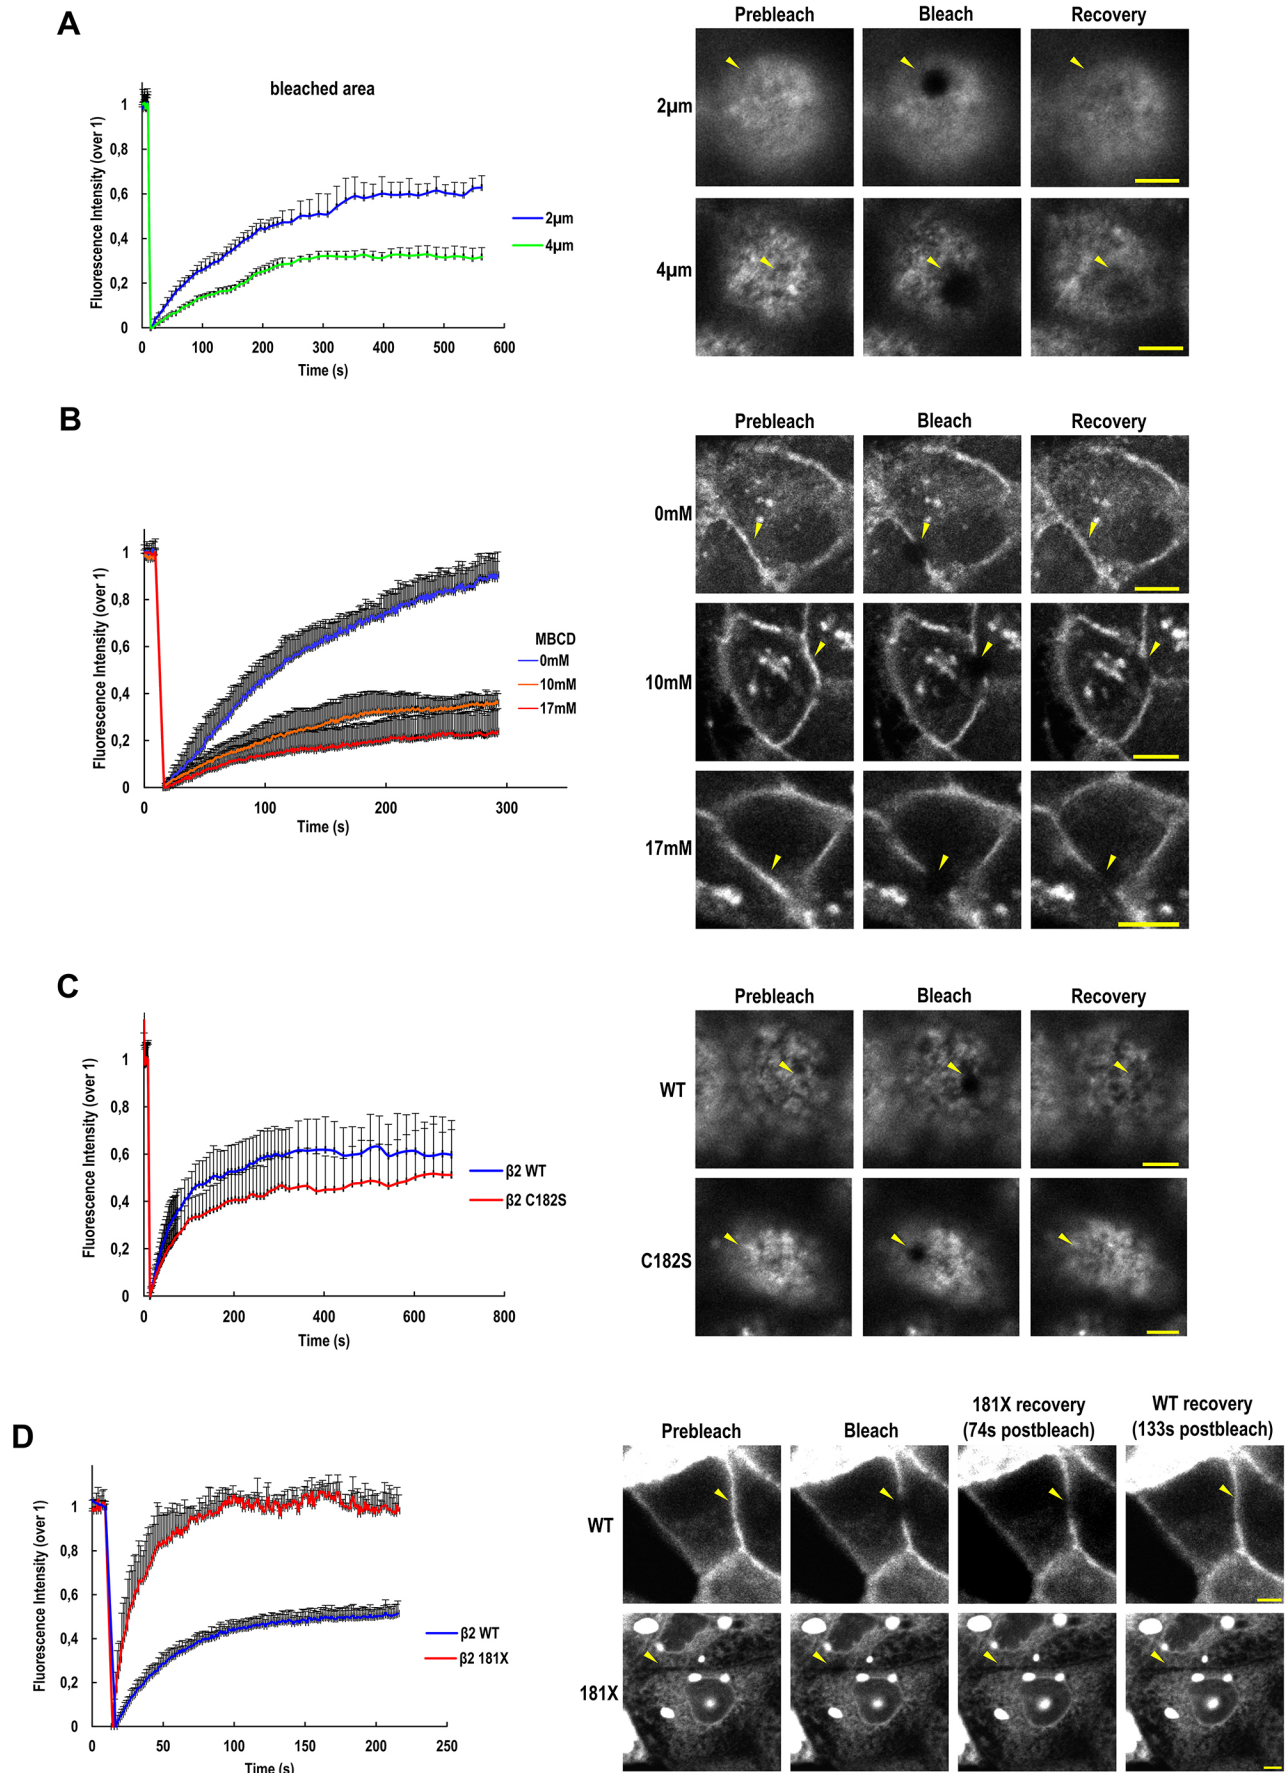 A
bleached area
Fluorescence Intensity (over 1)
1
0,8
0,6
0,4
0,2
0
0 100 200 300 400 500 600
Time (s)
2µm
4µm
Prebleach Bleach Recovery
2µm
4µm
B
Fluorescence Intensity (over 1)
1
0,8
0,6
0,4
0,2
0
0 100 200 300
Time (s)
MBCD
0mM
10mM
17mM
Prebleach Bleach Recovery
0mM
10mM
17mM
C
Fluorescence Intensity (over 1)
1
0,8
0,6
0,4
0,2
0
0 200 400 600 800
Time (s)
β2 WT
β2 C182S
Prebleach Bleach Recovery
WT
C182S
D
Fluorescence Intensity (over 1)
1
0,8
0,6
0,4
0,2
0
0 50 100 150 200 250
Time (s)
β2 WT
β2 181X
Prebleach Bleach 181X recovery (74s postbleach) WT recovery (133s postbleach)
WT
181X